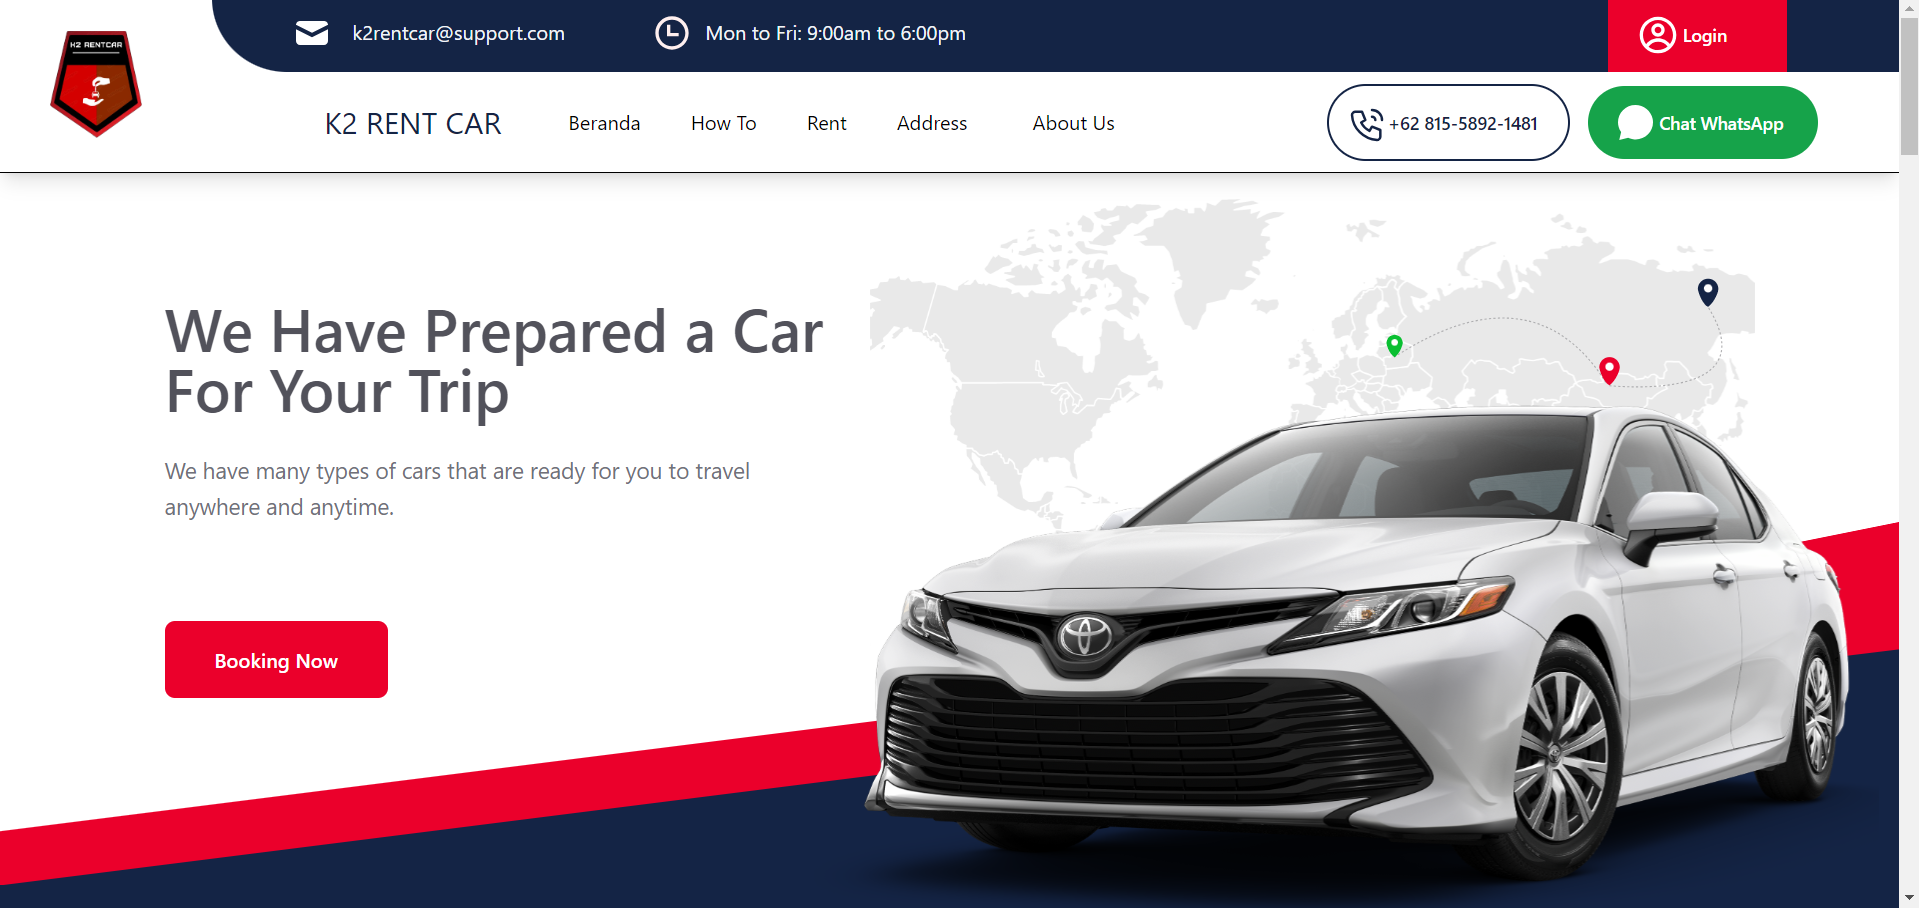 K2 RENTCAR
k2rentcar@support.com
Mon to Fri: 9:00am to 6:00pm
Login
K2 RENT CAR
Beranda
How To
Rent
Address
About Us
+62 815-5892-1481
Chat WhatsApp
We Have Prepared a Car
For Your Trip
We have many types of cars that are ready for you to travel
anywhere and anytime.
Booking Now